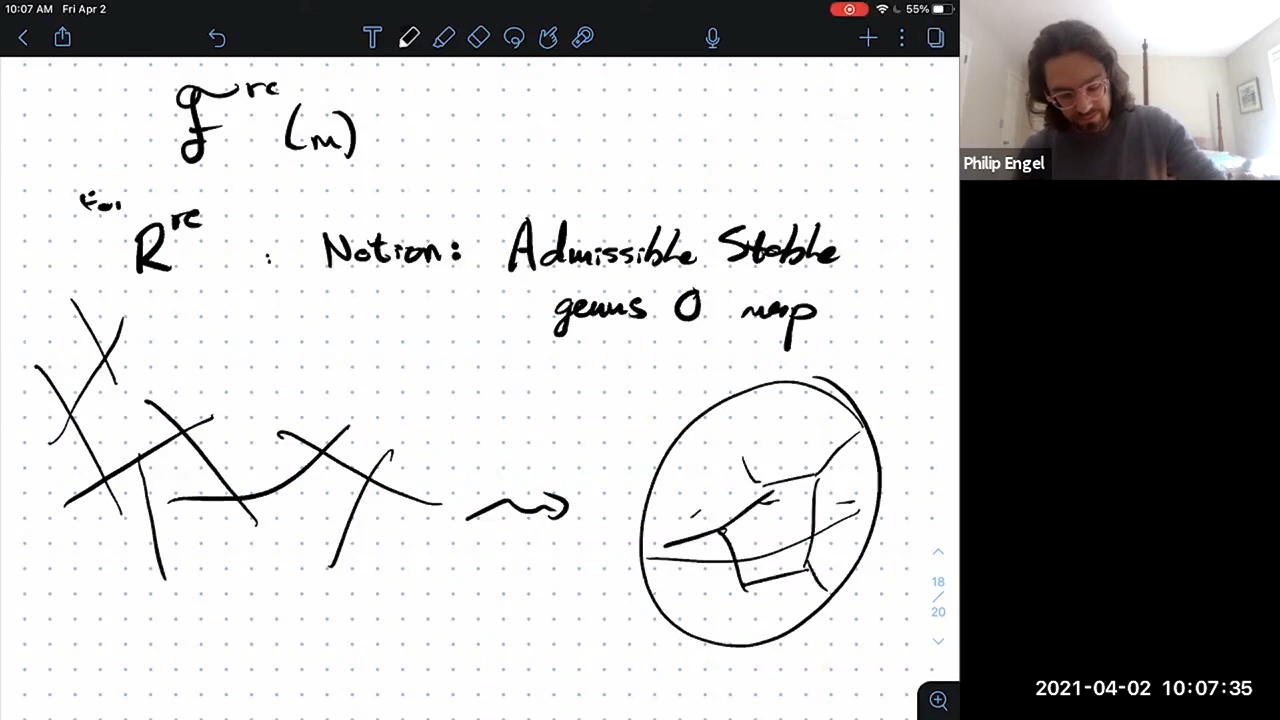 10:07 AM Fri Apr 2
55%
F^rc (m)
For
R^rc : Notion: Admissible Stable
genus 0 map
Philip Engel
18
/
20
2021-04-02 10:07:35